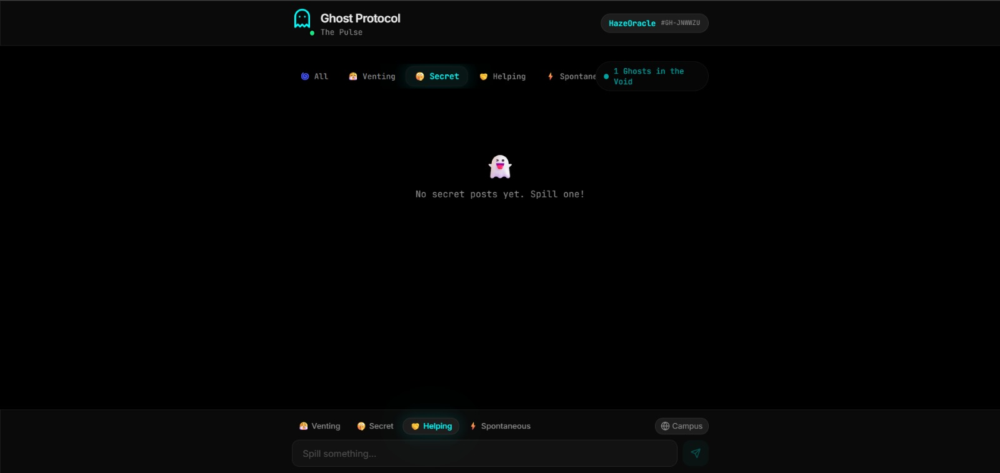 Ghost Protocol
The Pulse
HazeOracle #GH-JNWWZU
All Venting Secret Helping Spontane
1 Ghosts in the
Void
No secret posts yet. Spill one!
Venting Secret Helping Spontaneous Campus
Spill something...